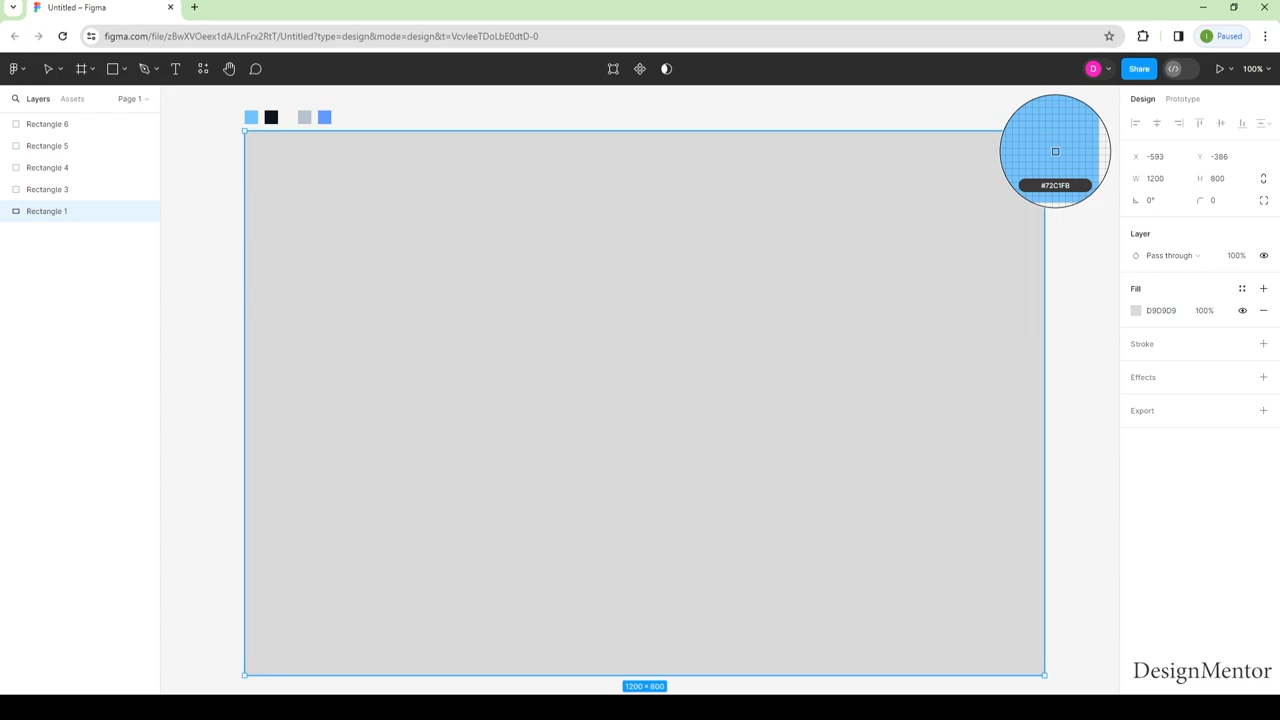 Untitled – Figma
figma.com/file/zBwXVOeex1dAJLnFrx2RtT/Untitled?type=design&mode=design&t=VcvIeeTDoLbE0dtD-0
Paused
D
Share
100%
Layers
Assets
Page 1
Design
Prototype
Rectangle 6
Rectangle 5
Rectangle 4
Rectangle 3
Rectangle 1
#72C1FB
X -593 Y -386
W 1200 H 800
0° 0
Layer
Pass through 100%
Fill
D9D9D9 100%
Stroke
Effects
Export
1200 × 800
DesignMentor